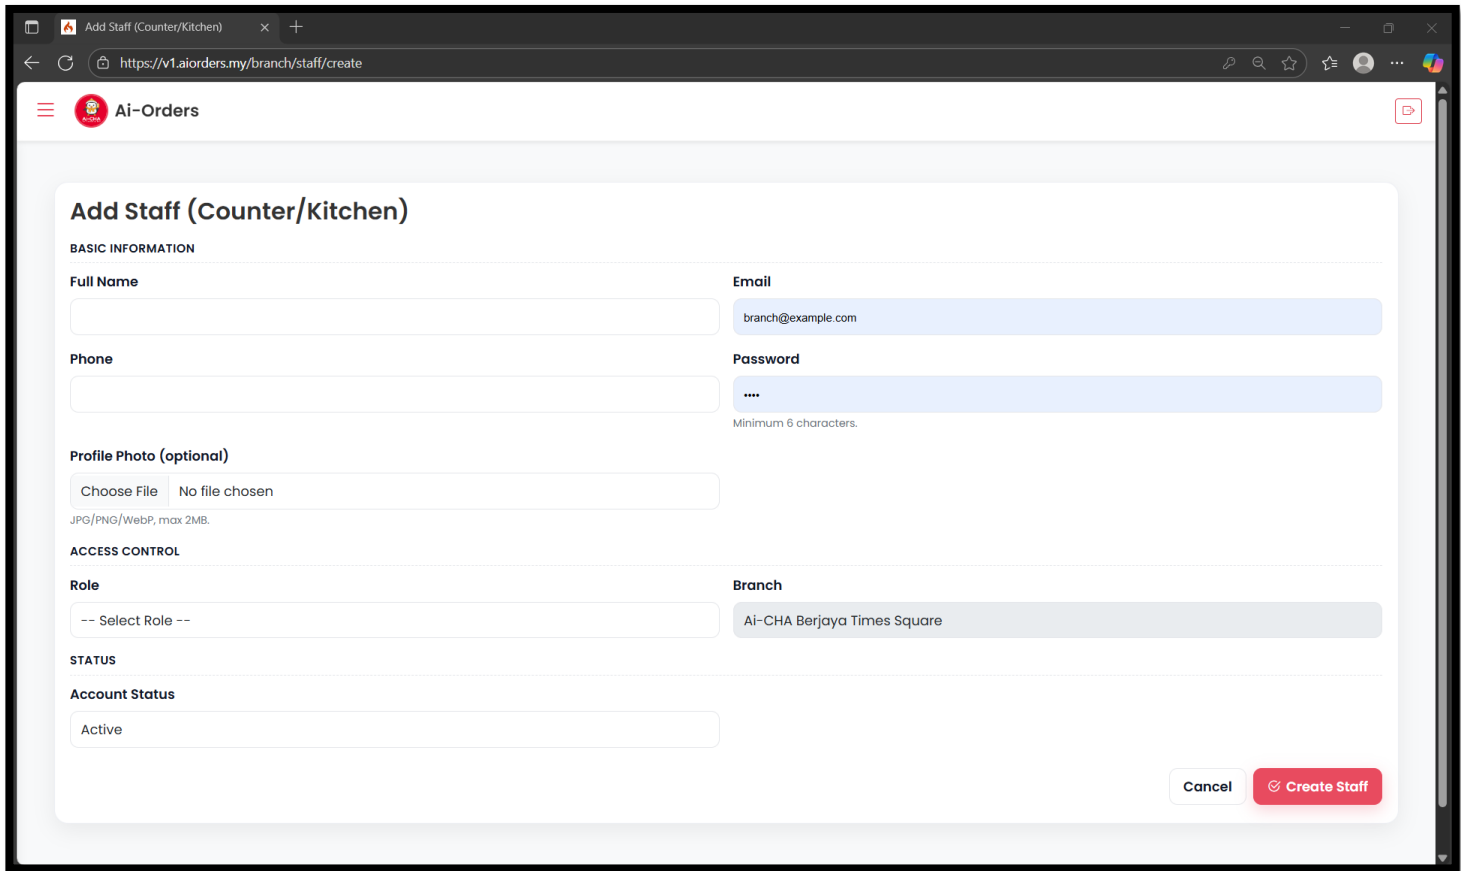 Add Staff (Counter/Kitchen)
https://v1.aiorders.my/branch/staff/create
Ai-CHA
Ai-Orders
Add Staff (Counter/Kitchen)
BASIC INFORMATION
Full Name
Email
branch@example.com
Phone
Password
••••
Minimum 6 characters.
Profile Photo (optional)
Choose File No file chosen
JPG/PNG/WebP, max 2MB.
ACCESS CONTROL
Role
Branch
-- Select Role --
Ai-CHA Berjaya Times Square
STATUS
Account Status
Active
Cancel
Create Staff